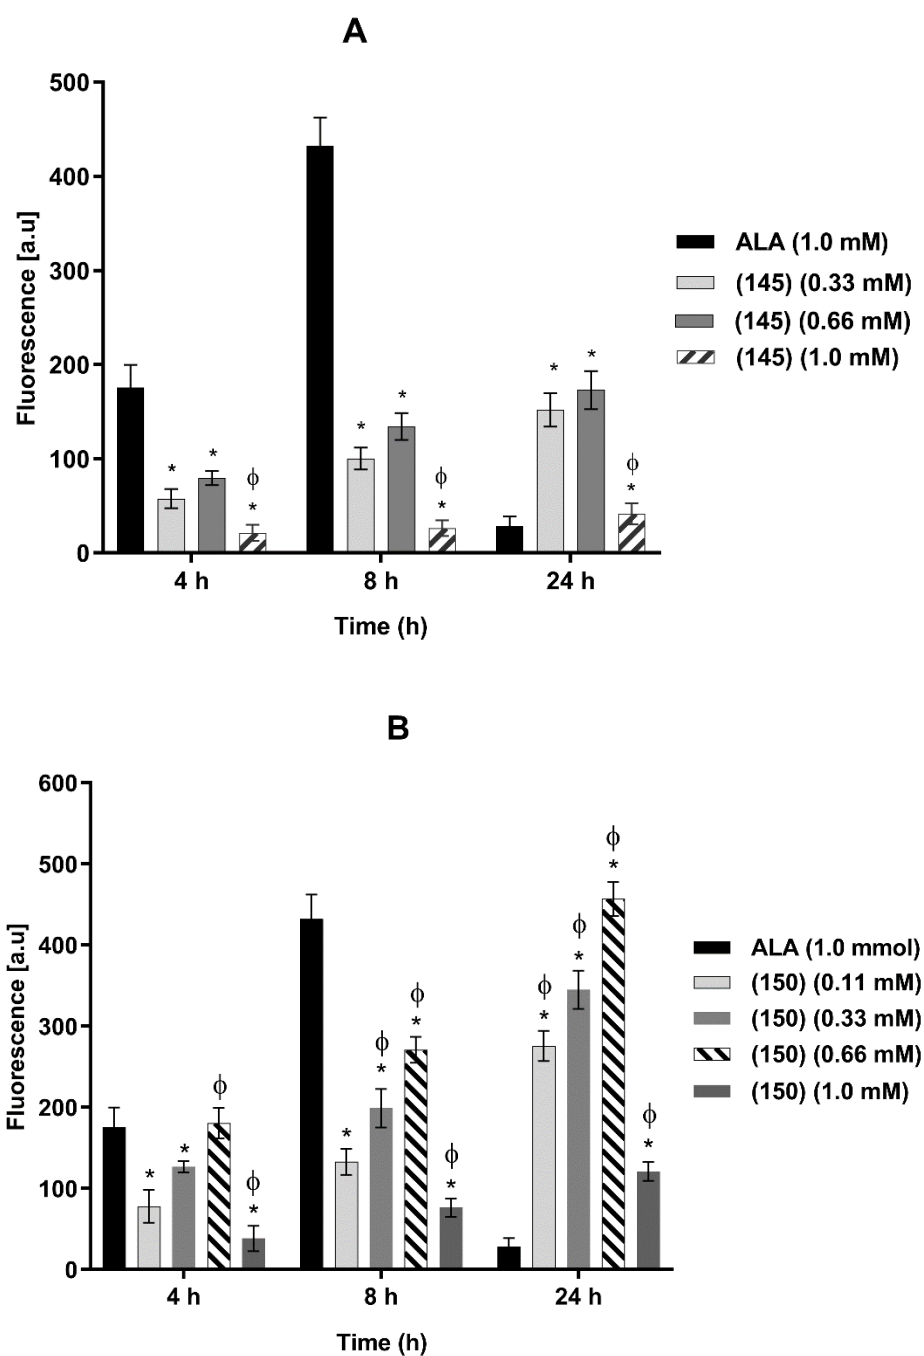 A
500
400
300
200
100
0
Fluorescence [a.u]
* * ϕ *
* * ϕ *
* * ϕ *
4 h 8 h 24 h
Time (h)
ALA (1.0 mM)
(145) (0.33 mM)
(145) (0.66 mM)
(145) (1.0 mM)
B
600
500
400
300
200
100
0
Fluorescence [a.u]
* * ϕ ϕ *
* ϕ * ϕ * ϕ *
ϕ * ϕ * ϕ * ϕ *
4 h 8 h 24 h
Time (h)
ALA (1.0 mmol)
(150) (0.11 mM)
(150) (0.33 mM)
(150) (0.66 mM)
(150) (1.0 mM)